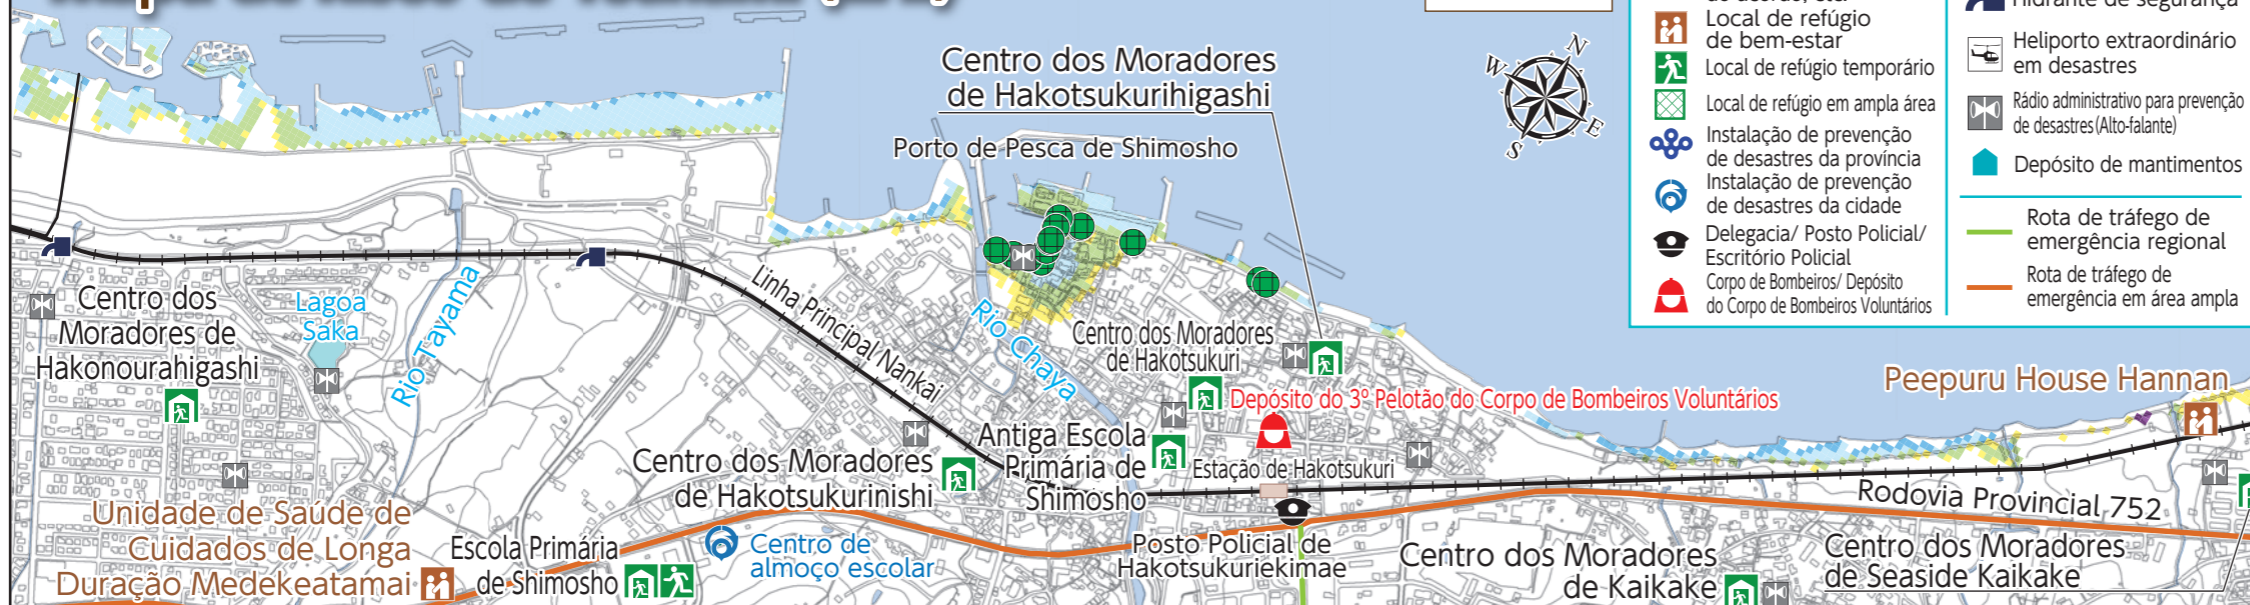 Mapa de
Centro dos Moradores
de Hakotsukurihigashi
Porto de Pesca de Shimosho
N
W
E
S
Local de refúgio
de bem-estar
Local de refúgio temporário
Local de refúgio em ampla área
Instalação de prevenção
de desastres da província
Instalação de prevenção
de desastres da cidade
Delegacia/ Posto Policial/
Escritório Policial
Corpo de Bombeiros/ Depósito
do Corpo de Bombeiros Voluntários
Hidrante de segurança
Heliporto extraordinário
em desastres
Rádio administrativo para prevenção
de desastres(Alto-falante)
Depósito de mantimentos
Rota de tráfego de
emergência regional
Rota de tráfego de
emergência em área ampla
Centro dos
Moradores de
Hakonourahigashi
Lagoa
Saka
Rio Tayama
Linha Principal Nankai
Rio Chaya
Centro dos Moradores
de Hakotsukuri
Depósito do 3º Pelotão do Corpo de Bombeiros Voluntários
Peepuru House Hannan
Antiga Escola
Primária de
Shimosho
Estação de Hakotsukuri
Centro dos Moradores
de Hakotsukurinishi
Rodovia Provincial 752
Unidade de Saúde de
Cuidados de Longa
Duração Medekeatamai
Escola Primária
de Shimosho
Centro de
almoço escolar
Posto Policial de
Hakotsukuriekimae
Centro dos Moradores
de Kaikake
Centro dos Moradores
de Seaside Kaikake